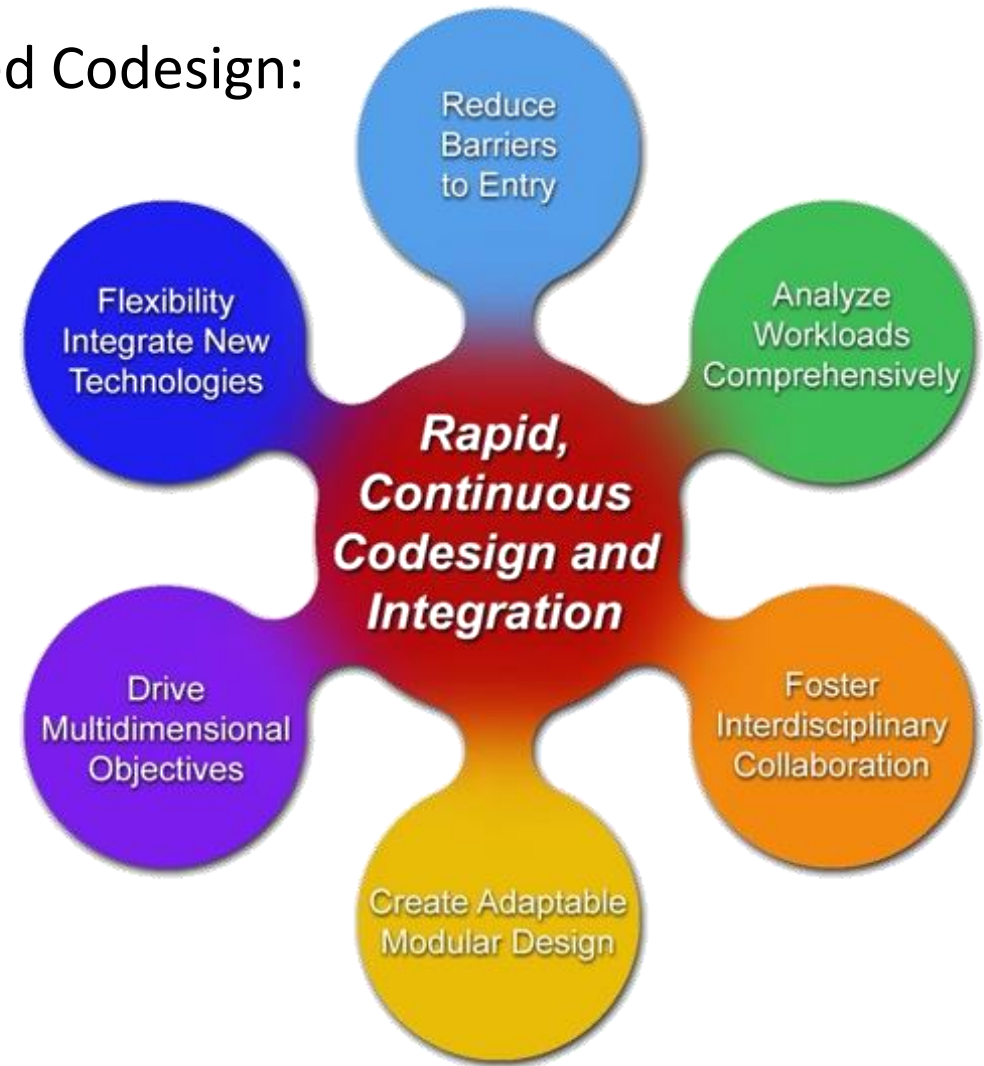 d Codesign:
Reduce
Barriers
to Entry
Analyze
Workloads
Comprehensively
Foster
Interdisciplinary
Collaboration
Create Adaptable
Modular Design
Drive
Multidimensional
Objectives
Flexibility
Integrate New
Technologies
Rapid,
Continuous
Codesign and
Integration